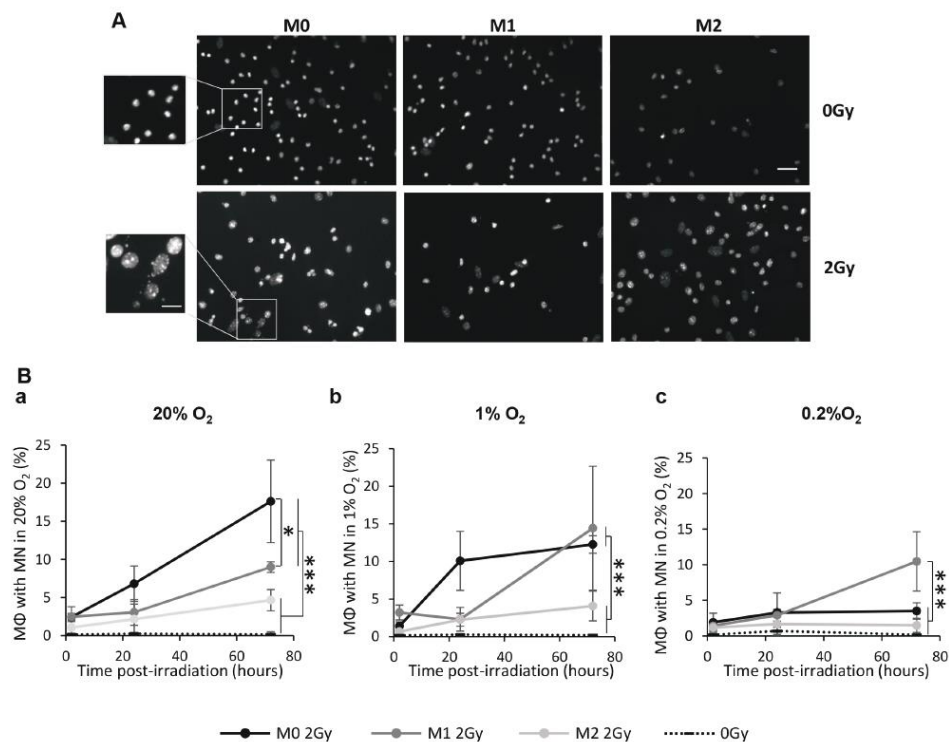 A
M0 M1 M2
0Gy
2Gy
B
a b c
20% O₂ 1% O₂ 0.2%O₂
MΦ with MN in 20% O₂ (%)
25
20
15
10
5
0
0 20 40 60 80
Time post-irradiation (hours)
*
***
MΦ with MN in 1% O₂ (%)
25
20
15
10
5
0
0 20 40 60 80
Time post-irradiation (hours)
***
MΦ with MN in 0.2% O₂ (%)
25
20
15
10
5
0
0 20 40 60 80
Time post-irradiation (hours)
***
M0 2Gy M1 2Gy M2 2Gy 0Gy